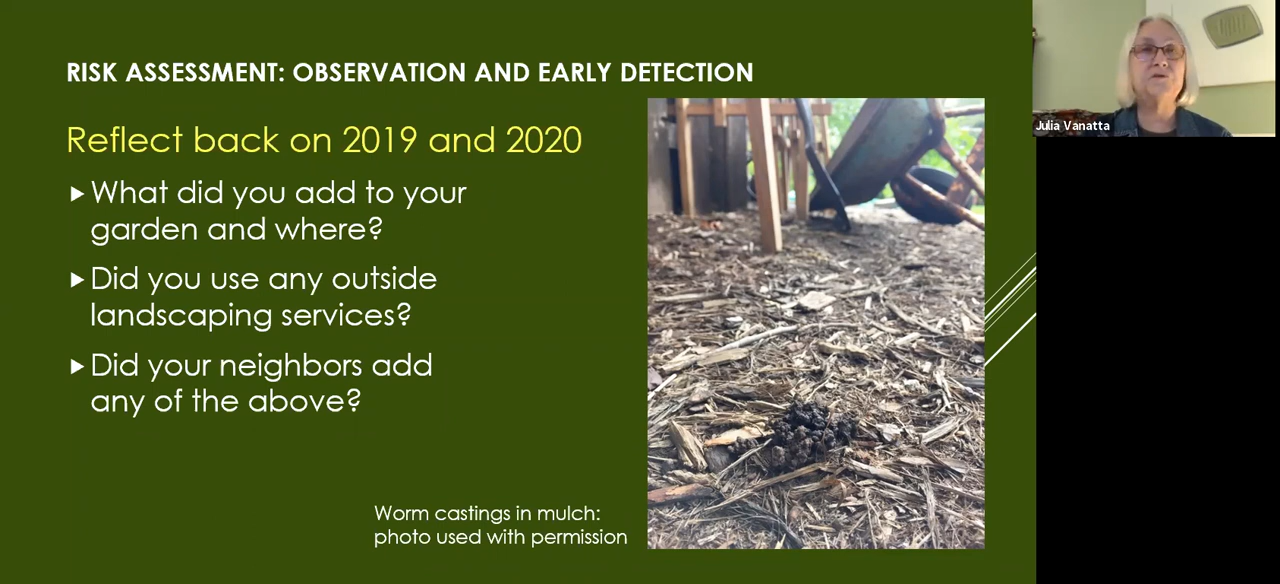 RISK ASSESSMENT: OBSERVATION AND EARLY DETECTION
Reflect back on 2019 and 2020
What did you add to your
garden and where?
Did you use any outside
landscaping services?
Did your neighbors add
any of the above?
Worm castings in mulch:
photo used with permission
Julia Vanatta